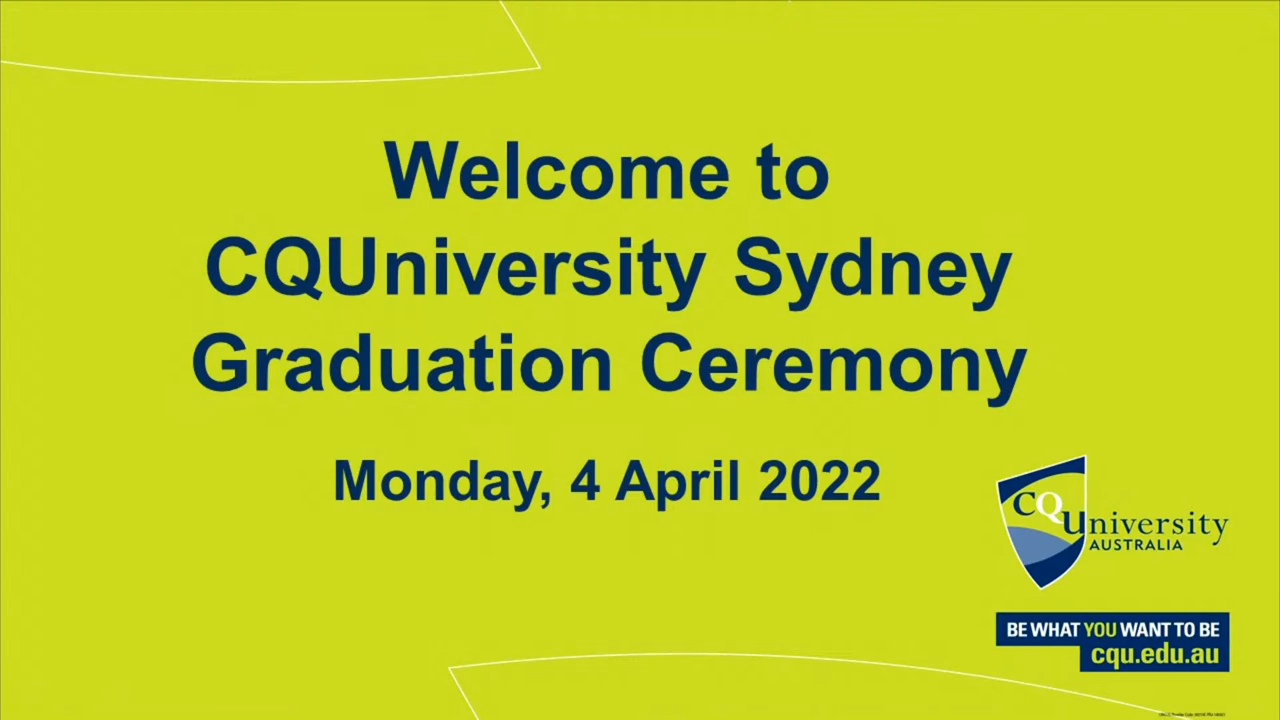 Welcome to
CQUniversity Sydney
Graduation Ceremony
Monday, 4 April 2022
CQUniversity
AUSTRALIA
BE WHAT YOU WANT TO BE
cqu.edu.au